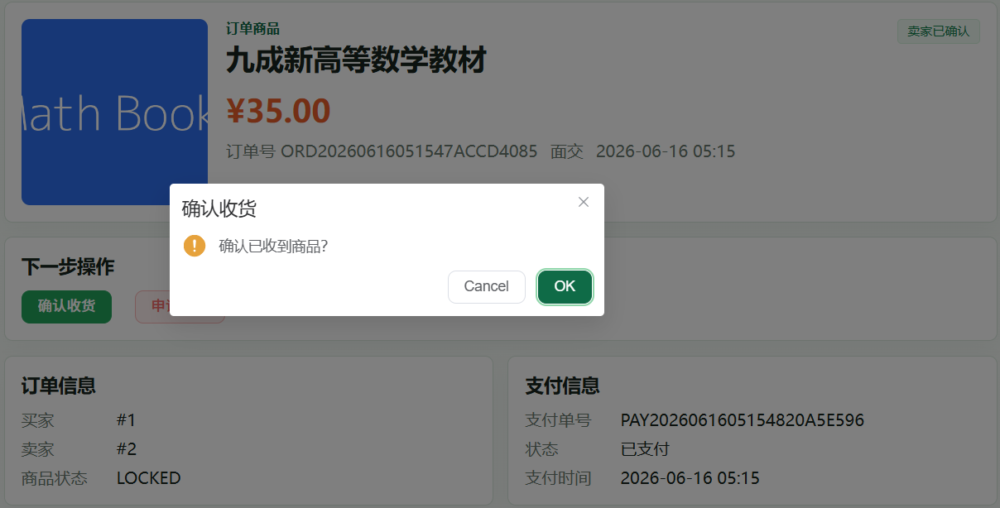 订单商品
卖家已确认
九成新高等数学教材
ath Book
¥35.00
订单号 ORD20260616051547ACCD4085 面交 2026-06-16 05:15
确认收货
确认已收到商品?
Cancel
OK
下一步操作
确认收货
申
订单信息
买家 #1
卖家 #2
商品状态 LOCKED
支付信息
支付单号 PAY2026061605154820A5E596
状态 已支付
支付时间 2026-06-16 05:15